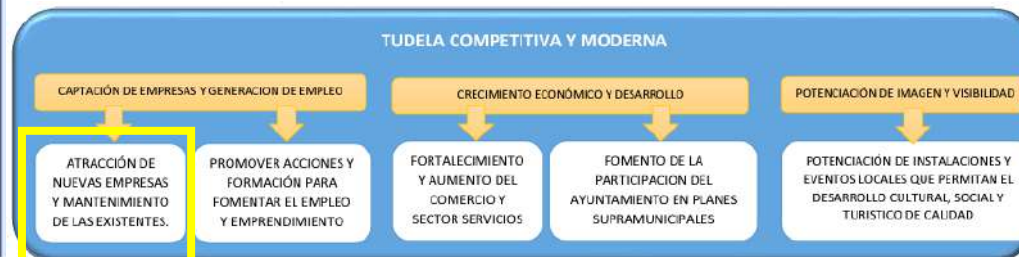 TUDELA COMPETITIVA Y MODERNA
CAPTACIÓN DE EMPRESAS Y GENERACION DE EMPLEO
CRECIMIENTO ECONÓMICO Y DESARROLLO
POTENCIACIÓN DE IMAGEN Y VISIBILIDAD
ATRACCIÓN DE
NUEVAS EMPRESAS
Y MANTENIMIENTO
DE LAS EXISTENTES.
PROMOVER ACCIONES Y
FORMACIÓN PARA
FOMENTAR EL EMPLEO
Y EMPRENDIMIENTO
FORTALECIMIENTO
Y AUMENTO DEL
COMERCIO Y
SECTOR SERVICIOS
FOMENTO DE LA
PARTICIPACION DEL
AYUNTAMIENTO EN PLANES
SUPRAMUNICIPALES
POTENCIACIÓN DE INSTALACIONES Y
EVENTOS LOCALES QUE PERMITAN EL
DESARROLLO CULTURAL, SOCIAL Y
TURISTICO DE CALIDAD